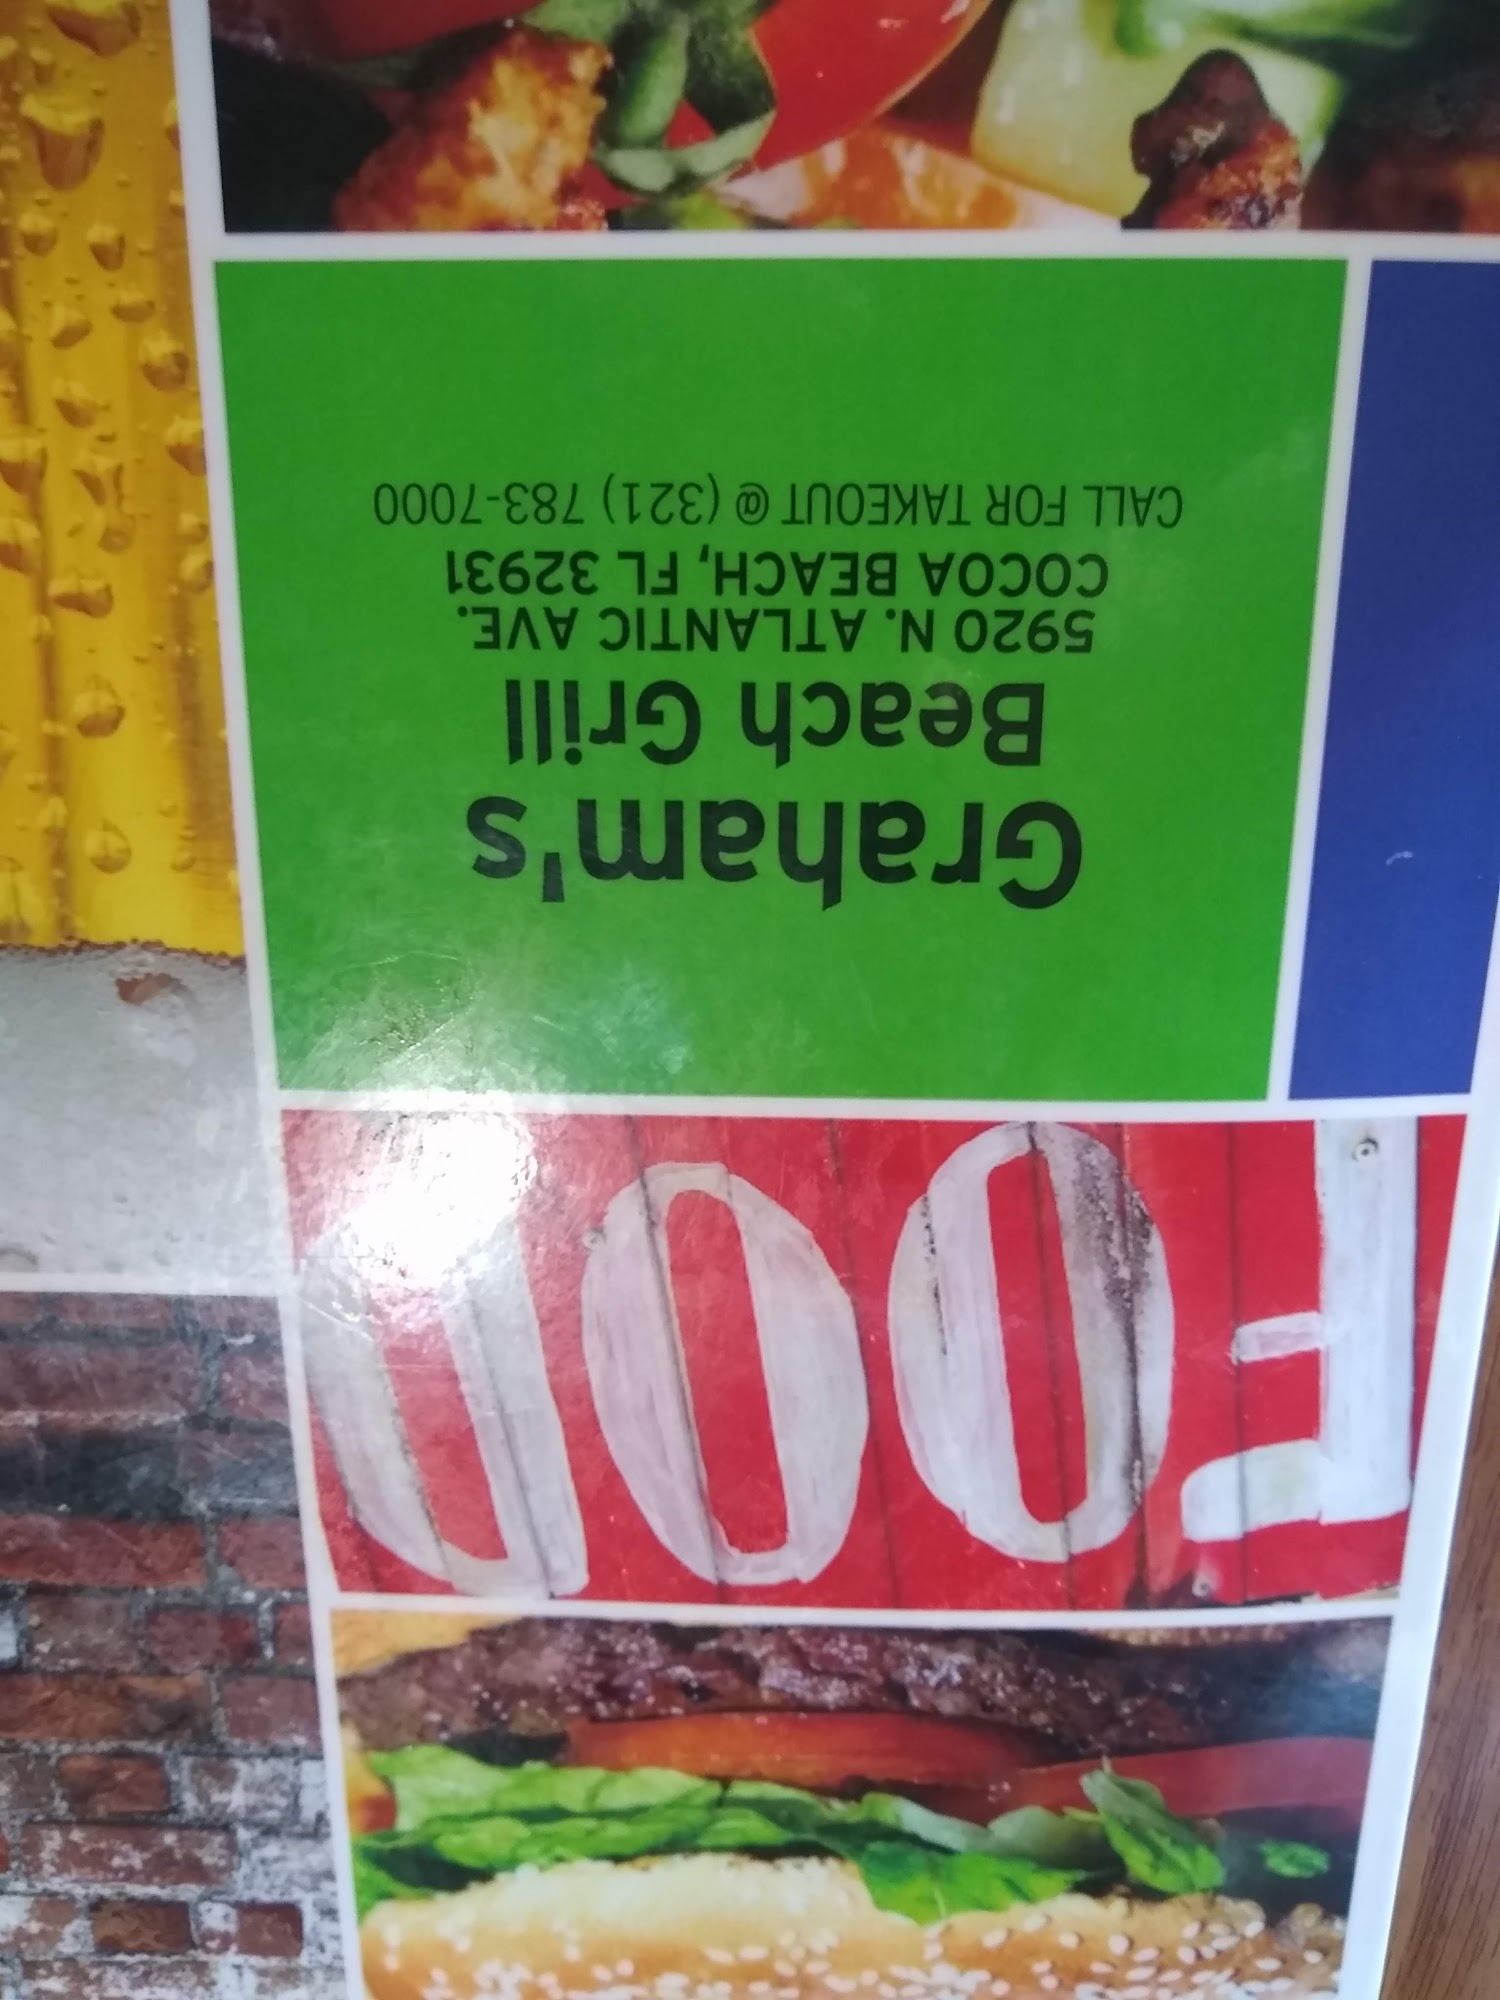 FOOD
Graham's
Beach Grill
5920 N. ATLANTIC AVE.
COCOA BEACH, FL 32931
CALL FOR TAKEOUT @ (321) 783-7000